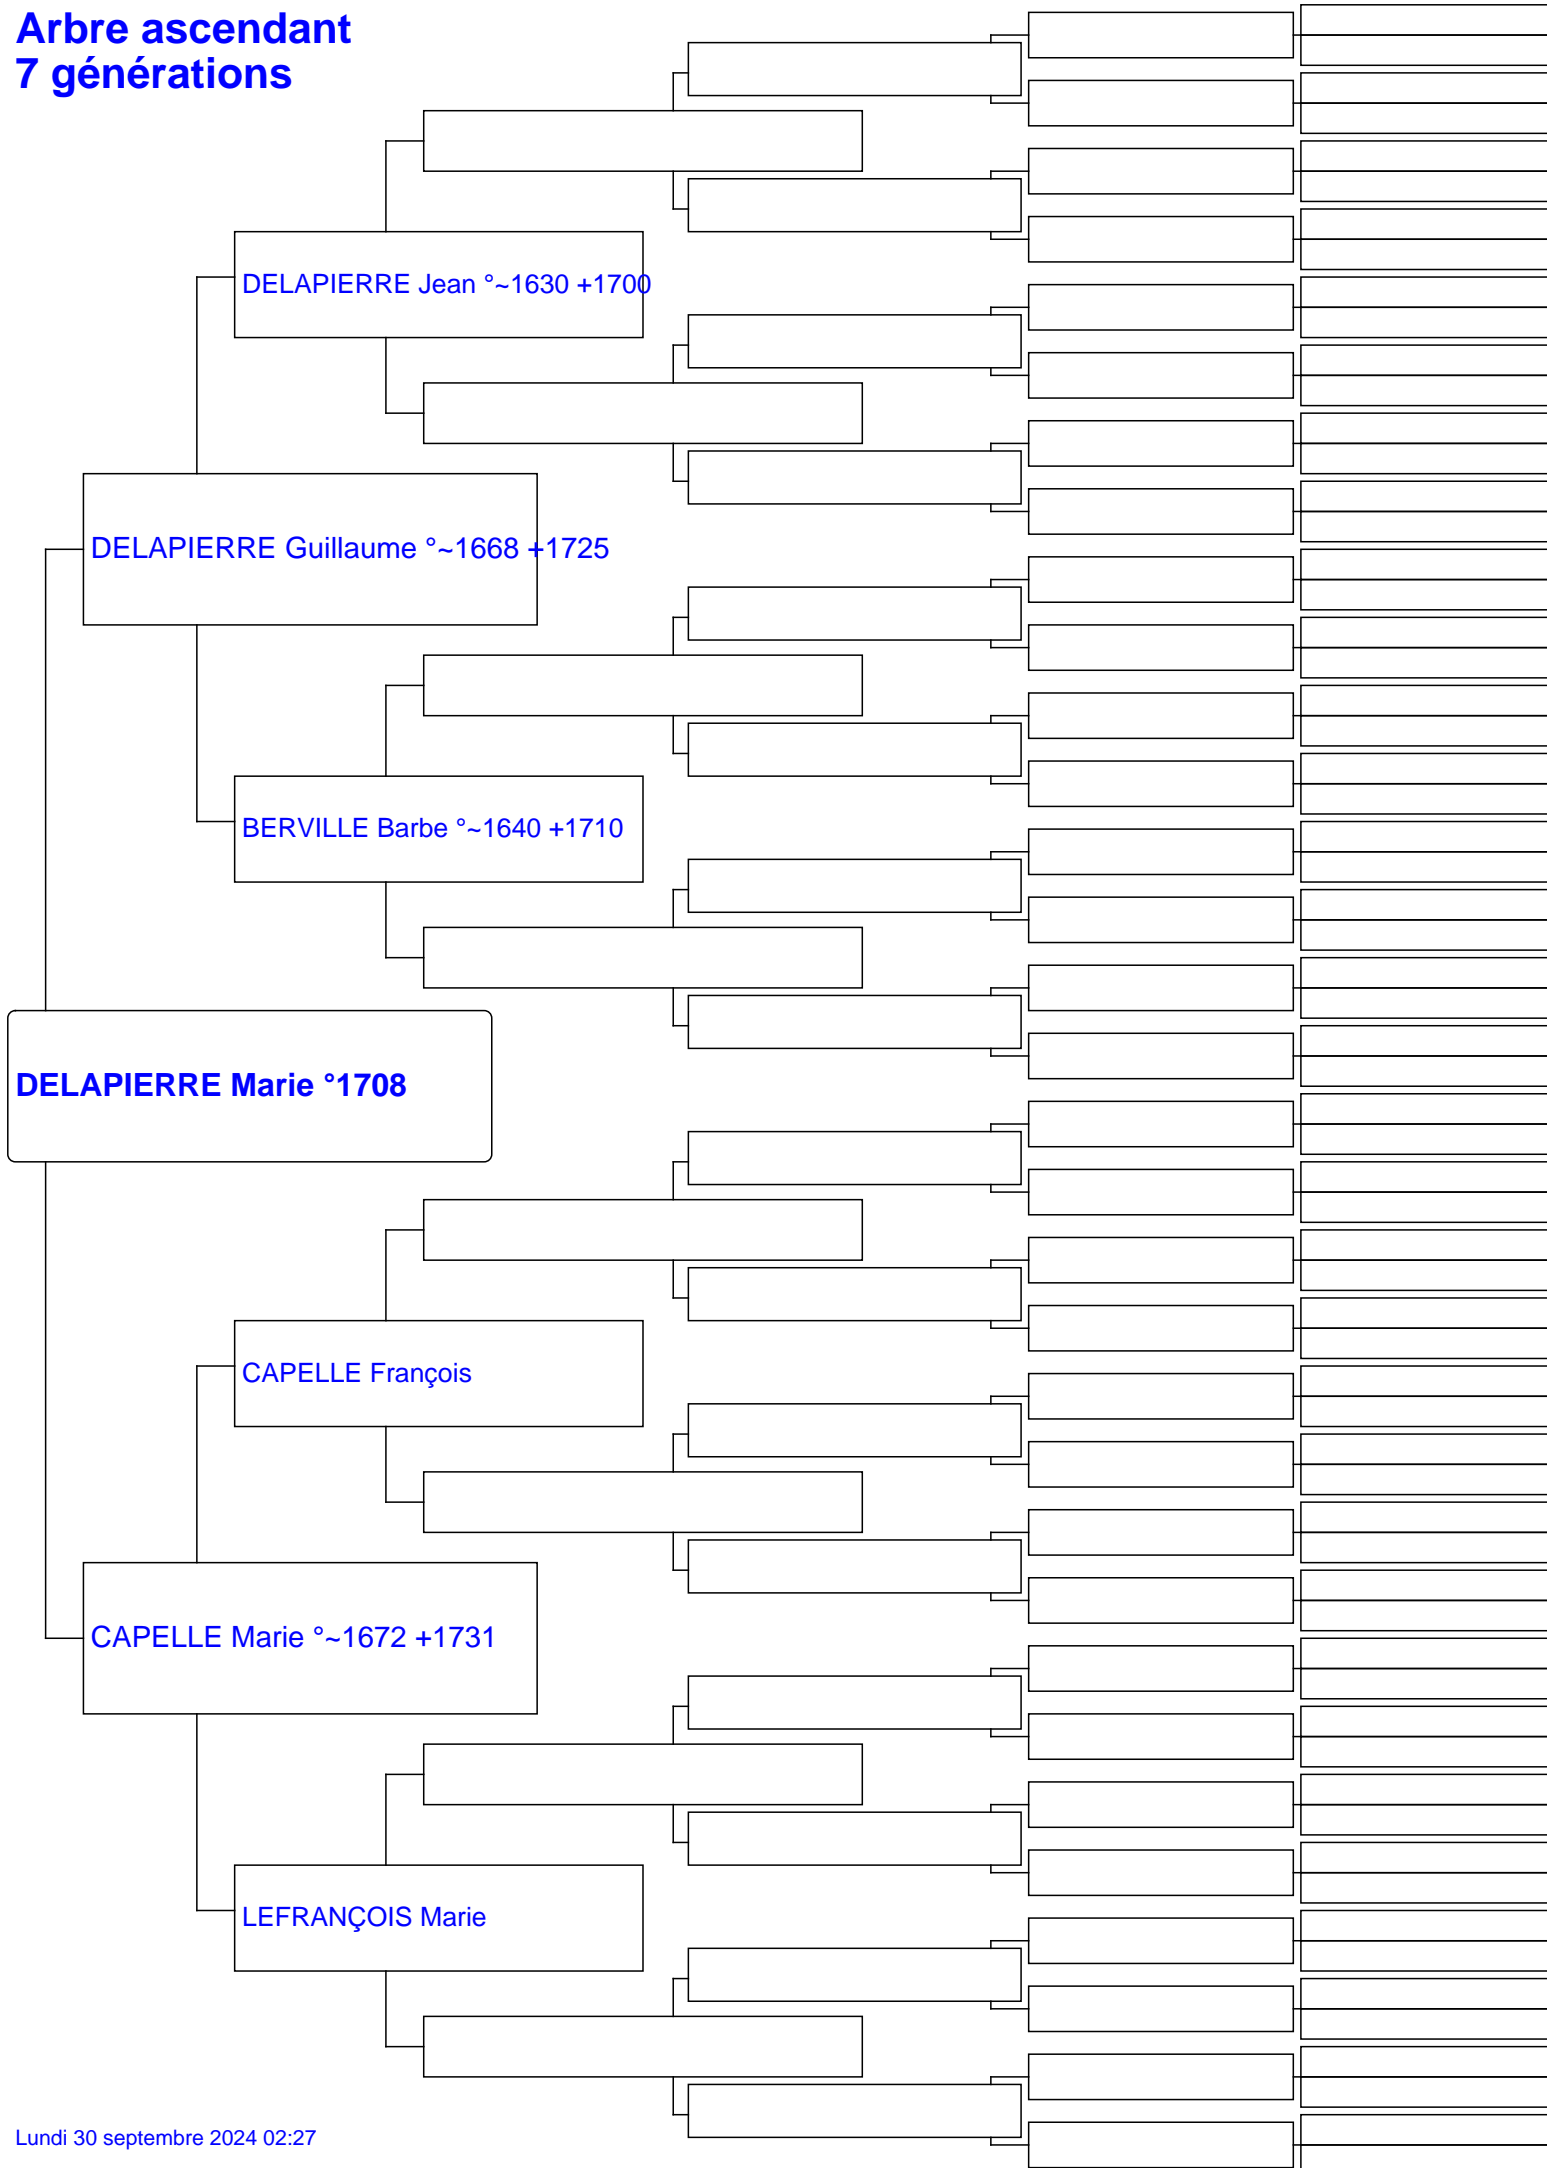 Arbre ascendant
7 générations
DELAPIERRE Jean °~1630 +1700
DELAPIERRE Guillaume °~1668 +1725
BERVILLE Barbe °~1640 +1710
DELAPIERRE Marie °1708
CAPELLE François
CAPELLE Marie °~1672 +1731
LEFRANÇOIS Marie
Lundi 30 septembre 2024 02:27